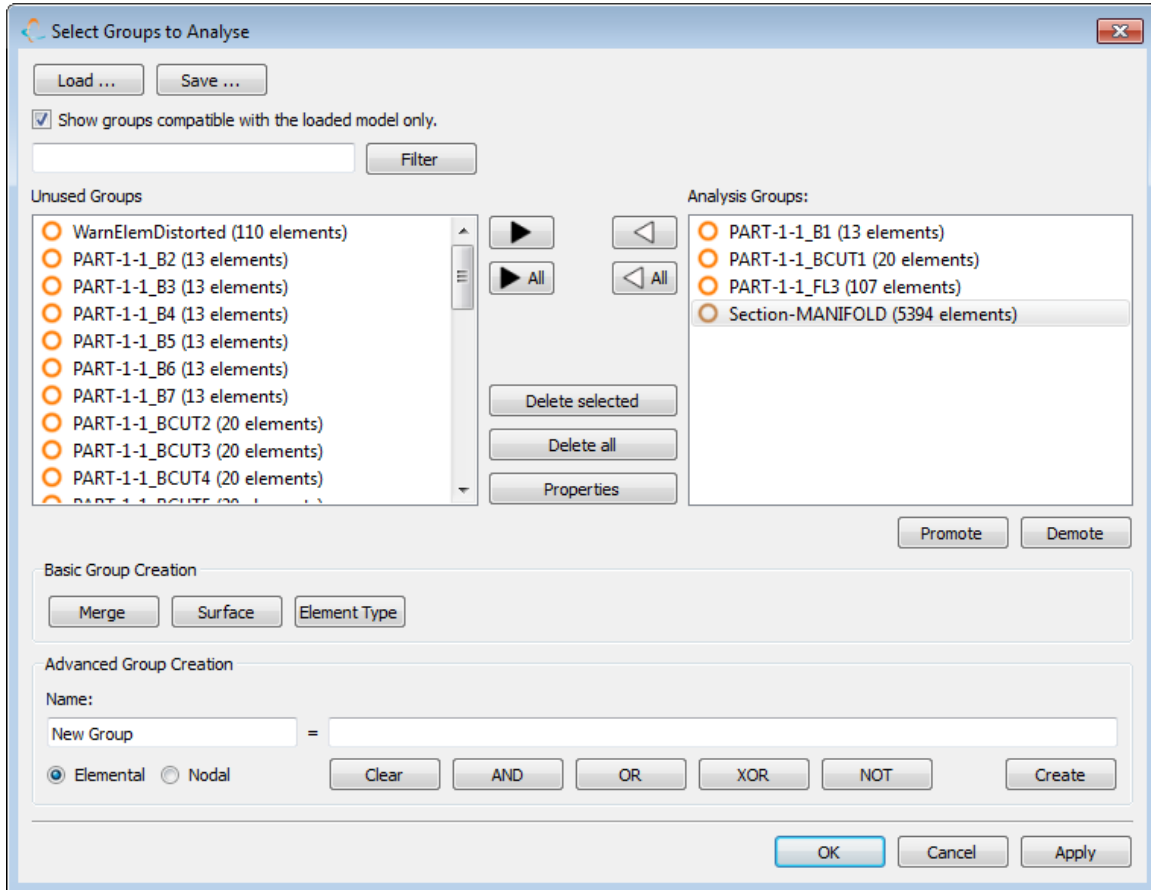 Select Groups to Analyse
Load ... Save ...
Show groups compatible with the loaded model only.
Filter
Unused Groups Analysis Groups:
WarnElemDistorted (110 elements)
PART-1-1_B2 (13 elements)
PART-1-1_B3 (13 elements)
PART-1-1_B4 (13 elements)
PART-1-1_B5 (13 elements)
PART-1-1_B6 (13 elements)
PART-1-1_B7 (13 elements)
PART-1-1_BCUT2 (20 elements)
PART-1-1_BCUT3 (20 elements)
PART-1-1_BCUT4 (20 elements)
All All
Delete selected
Delete all
Properties
PART-1-1_B1 (13 elements)
PART-1-1_BCUT1 (20 elements)
PART-1-1_FL3 (107 elements)
Section-MANIFOLD (5394 elements)
Promote Demote
Basic Group Creation
Merge Surface Element Type
Advanced Group Creation
Name:
New Group =
Elemental Nodal Clear AND OR XOR NOT Create
OK Cancel Apply